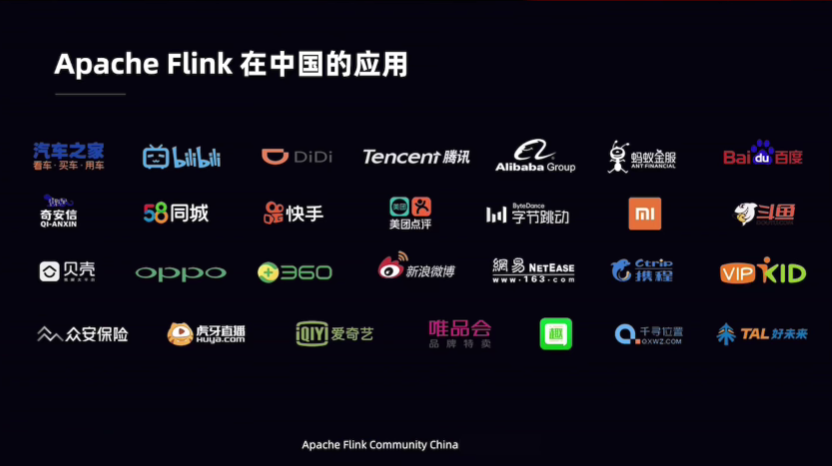 Apache Flink 在中国的应用
汽车之家
看车·买车·用车
bilibili
DiDi
Tencent 腾讯
Alibaba Group
蚂蚁金服
ANT FINANCIAL
Bai du 百度
奇安信
QI-ANXIN
58同城
快手
美团
美团点评
ByteDance
字节跳动
mi
斗鱼
贝壳
oppo
360
新浪微博
網易 NETEASE
www.163.com
Ctrip
携程
VIPKID
众安保险
虎牙直播
HUYA.COM
iQIYI 爱奇艺
唯品会
品牌特卖
趣
千寻位置
QXWZ.COM
TAL 好未来
Apache Flink Community China